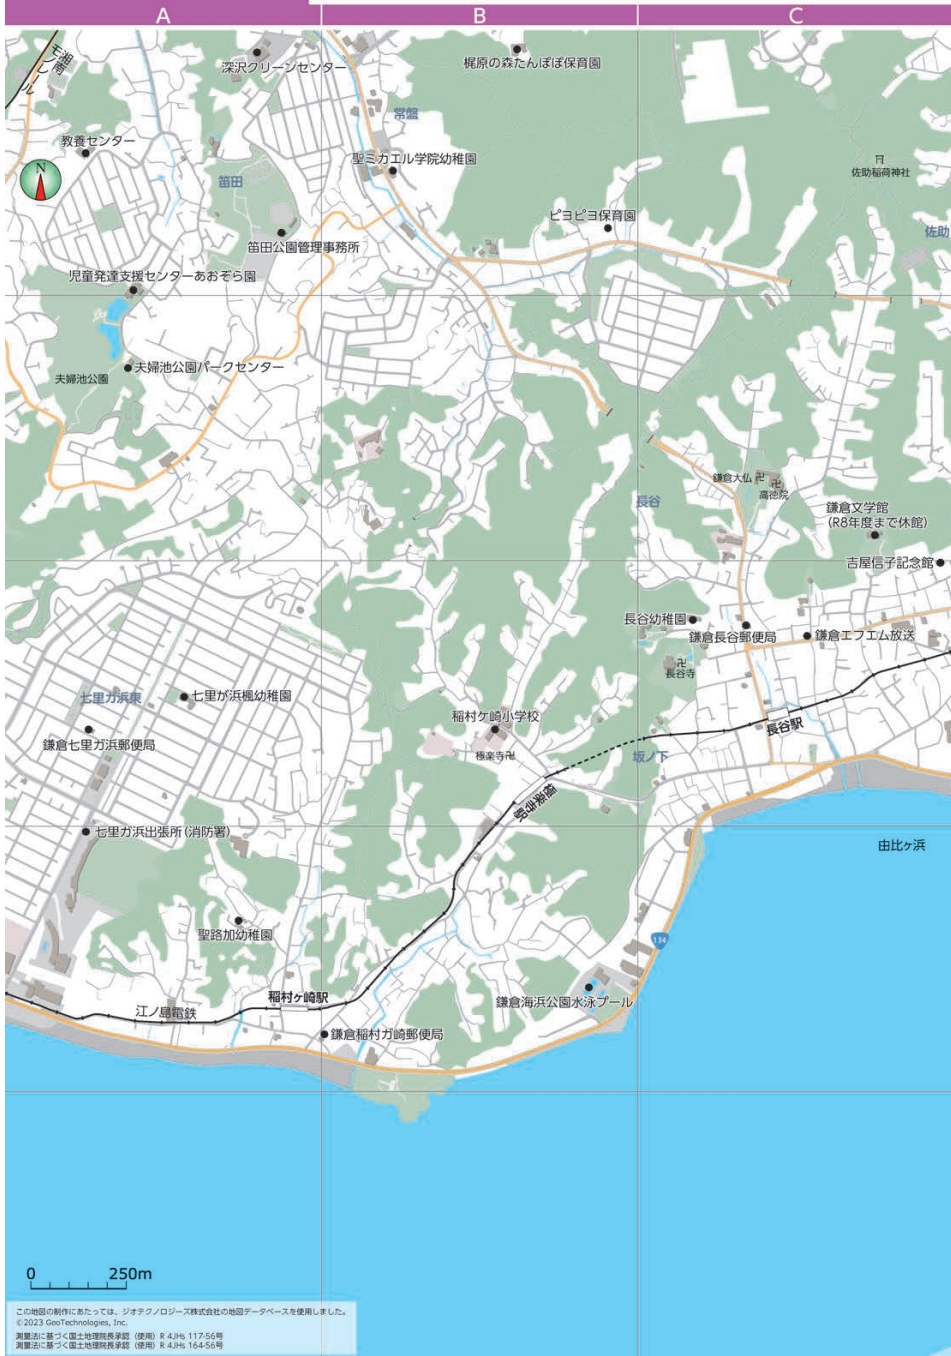 A
B
C
湘南モノレール
深沢クリーンセンター
梶原の森たんぽぽ保育園
常盤
教養センター
聖ミカエル学院幼稚園
佐助稲荷神社
N
笛田
ピヨピヨ保育園
佐助
笛田公園管理事務所
児童発達支援センターあおぞら園
夫婦池公園パークセンター
夫婦池公園
鎌倉大仏
高徳院
長谷
鎌倉文学館
(R8年度まで休館)
吉屋信子記念館
長谷幼稚園
鎌倉長谷郵便局
鎌倉エフエム放送
長谷寺
七里ガ浜東
七里が浜楓幼稚園
稲村ケ崎小学校
長谷駅
鎌倉七里ガ浜郵便局
極楽寺
坂ノ下
極楽寺駅
七里ガ浜出張所(消防署)
由比ヶ浜
聖路加幼稚園
134
稲村ヶ崎駅
鎌倉海浜公園水泳プール
江ノ島電鉄
鎌倉稲村ガ崎郵便局
0 250m
この地図の制作にあたっては、ジオテクノロジーズ株式会社の地図データベースを使用しました。
©2023 GeoTechnologies, Inc.
測量法に基づく国土地理院長承認（使用）R 4JHs 117-56号
測量法に基づく国土地理院長承認（使用）R 4JHs 164-56号